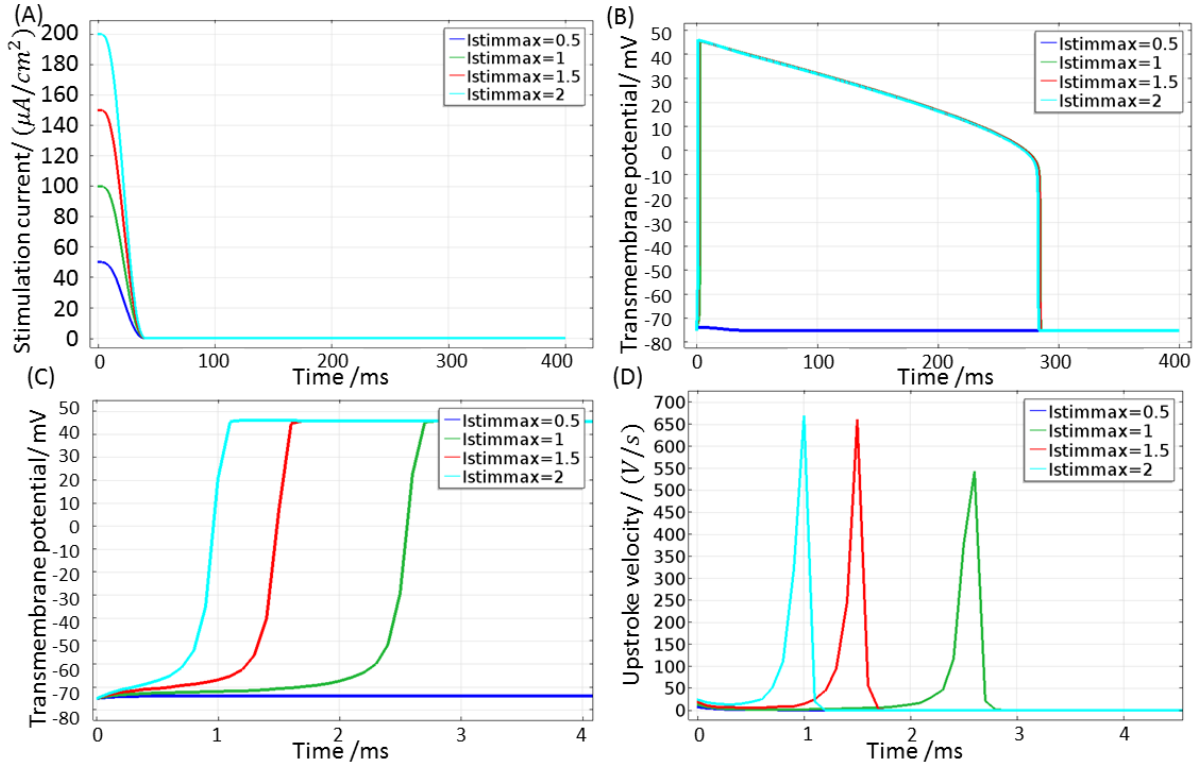 (A)
Stimulation current/ (μA/cm²)
200
180
160
140
120
100
80
60
40
20
0
Istimmax=0.5
Istimmax=1
Istimmax=1.5
Istimmax=2
0 100 200 300 400
Time /ms
(B)
Transmembrane potential/ mV
50
40
30
20
10
0
-10
-20
-30
-40
-50
-60
-70
-80
Istimmax=0.5
Istimmax=1
Istimmax=1.5
Istimmax=2
0 100 200 300 400
Time /ms
(C)
Transmembrane potential/ mV
50
40
30
20
10
0
-10
-20
-30
-40
-50
-60
-70
-80
Istimmax=0.5
Istimmax=1
Istimmax=1.5
Istimmax=2
0 1 2 3 4
Time /ms
(D)
Upstroke velocity / (V/s)
700
650
600
550
500
450
400
350
300
250
200
150
100
50
0
Istimmax=0.5
Istimmax=1
Istimmax=1.5
Istimmax=2
0 1 2 3 4
Time /ms